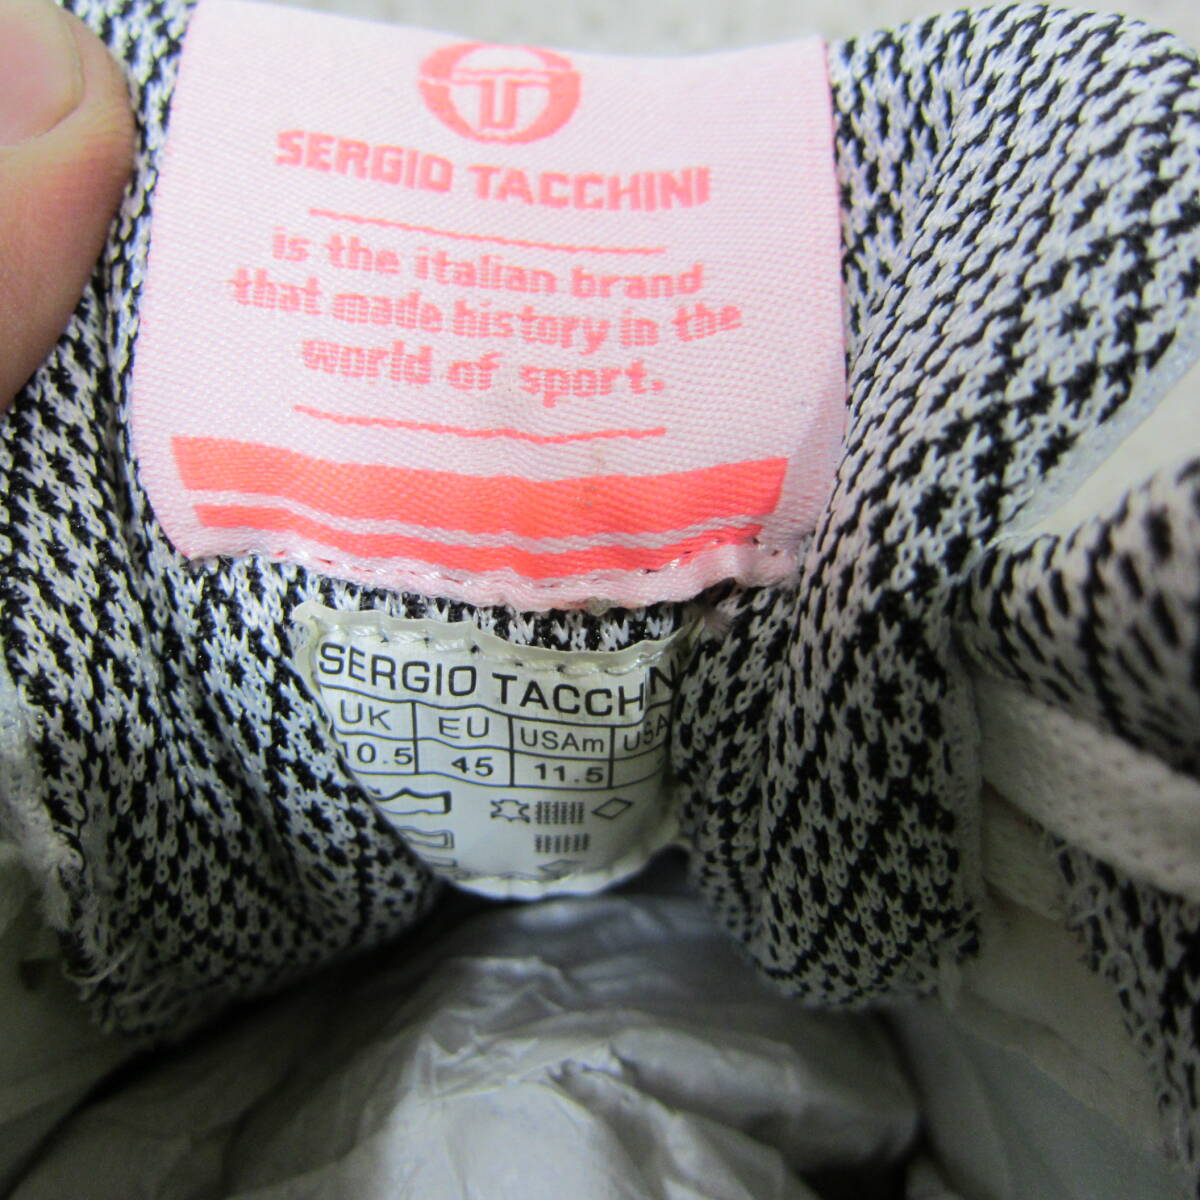 SERGIO TACCHINI
is the italian brand
that made history in the
world of sport.
SERGIO TACCHIN
UK EU USAm USA
10.5 45 11.5